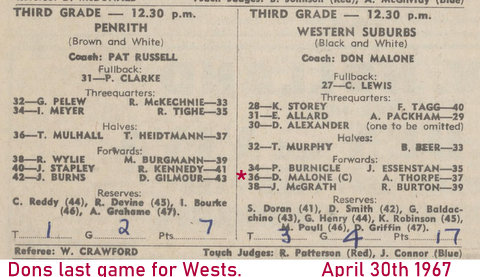 THIRD GRADE — 12.30 p.m.
PENRITH
(Brown and White)
Coach: PAT RUSSELL
Fullback:
31—P. CLARKE
Threequarters:
32—G. PELEW R. McKECHNIE—33
34—I. MEYER R. TIGHE—35
Halves:
36—T. MULHALL T. HEIDTMANN—37
Forwards:
38—R. WYLIE M. BURGMANN—39
40—J. STAPLEY R. KENNEDY—41
42—J. BURNS D. GILMOUR—43
Reserves:
C. Reddy (44), R. Devine (45), I. Bourke
(46), A. Grahame (47).
T 1 G 2 Pts 7
THIRD GRADE — 12.30 p.m.
WESTERN SUBURBS
(Black and White)
Coach: DON MALONE
Fullback:
27—C. LEWIS
Threequarters:
28—K. STOREY F. TAGG—40
31—E. ALLARD A. PACKHAM—29
30—D. ALEXANDER (one to be omitted)
Halves:
32—T. MURPHY B. BEER—33
Forwards:
34—P. BURNICLE J. ESSENSTAN—35
*36—D. MALONE (C) A. THORPE—37
38—J. McGRATH R. BURTON—39
Reserves:
S. Doran (41), D. Smith (42), G. Baldac-
chino (43), G. Henry (44), K. Robinson (45),
M. Paull (46), P. Griffin (47).
T 3 G 4 Pts 17
Referee: W. CRAWFORD Touch Judges: R. Patterson (Red), J. Connor (Blue)
Dons last game for Wests. April 30th 1967